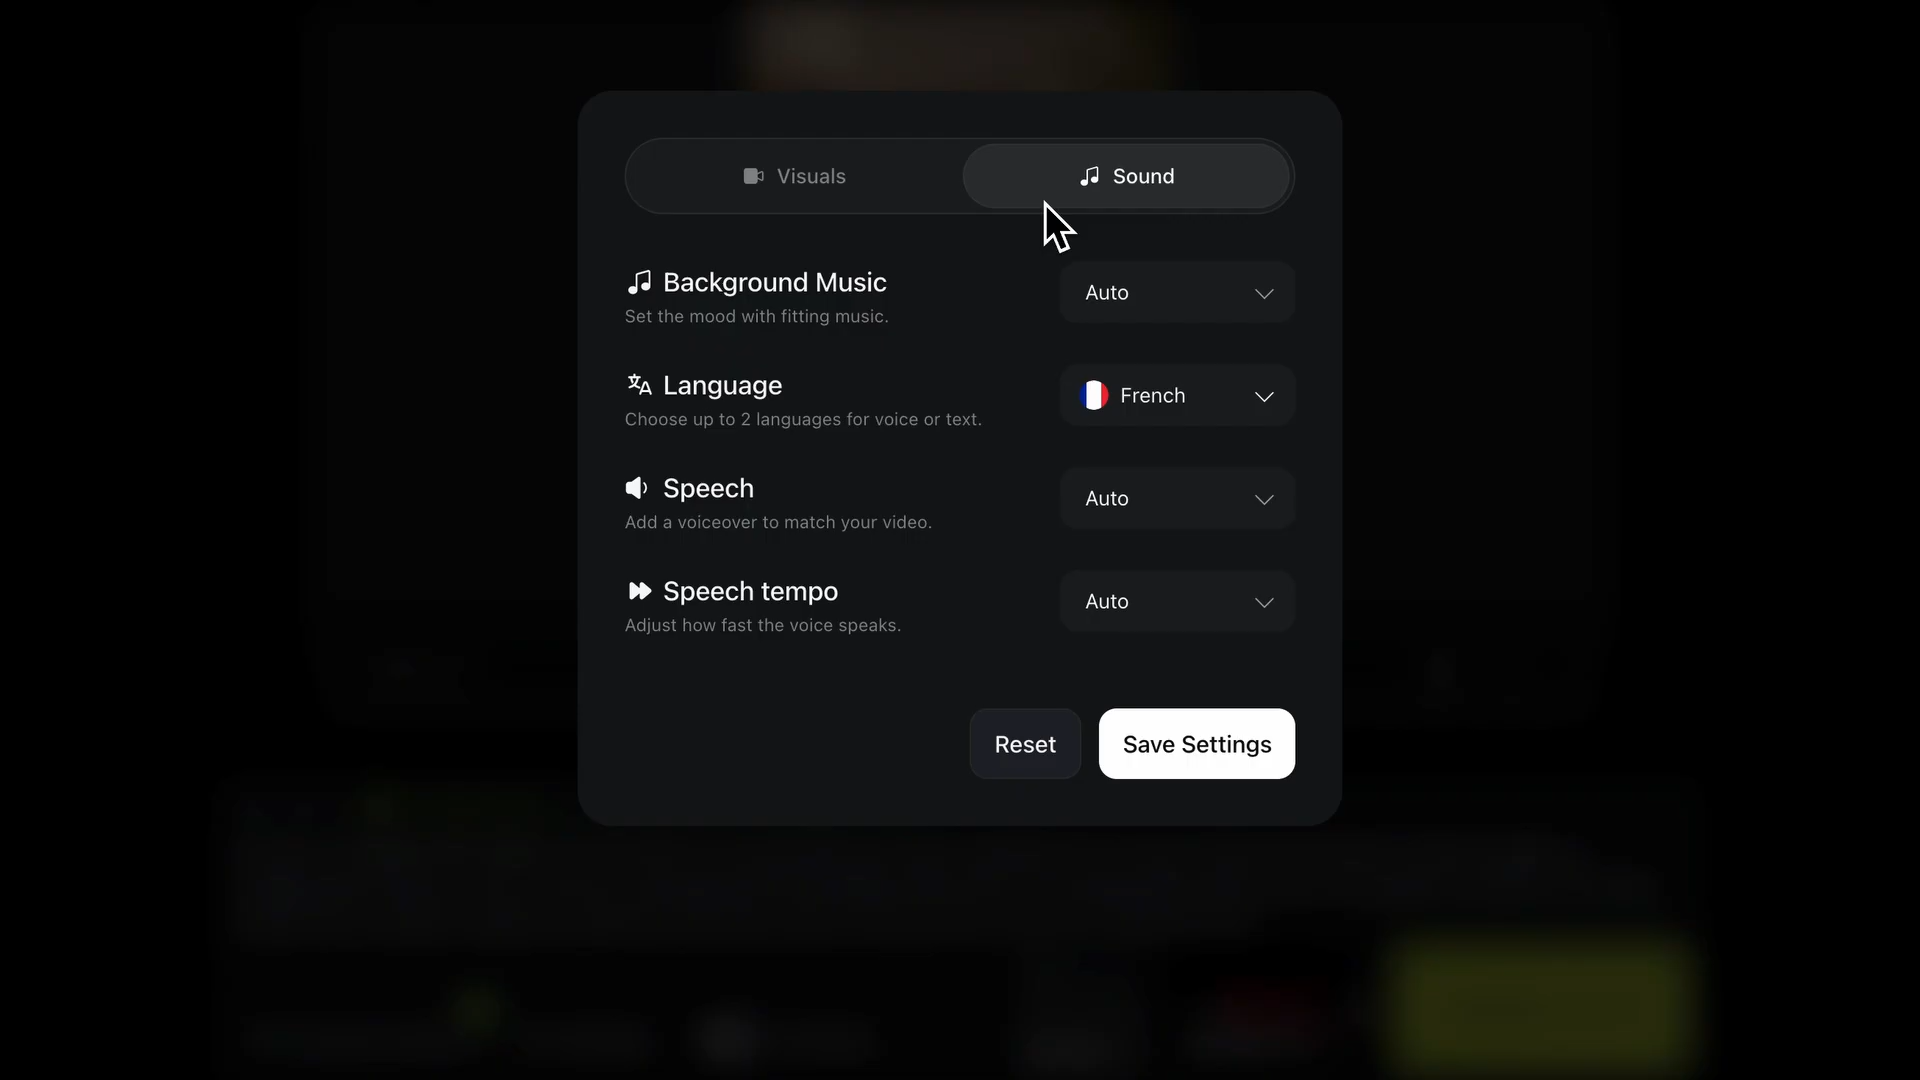 Visuals
Sound
Background Music
Set the mood with fitting music.
Auto
Language
Choose up to 2 languages for voice or text.
French
Speech
Add a voiceover to match your video.
Auto
Speech tempo
Adjust how fast the voice speaks.
Auto
Reset
Save Settings